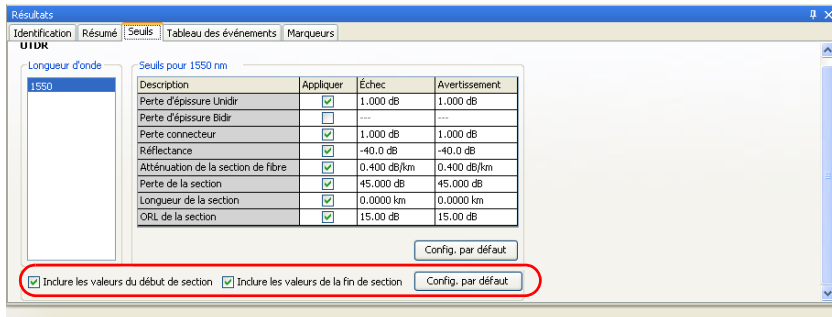 Résultats
Identification Résumé Seuils Tableau des événements Marqueurs
OTDR
Longueur d'onde
1550
Seuils pour 1550 nm
Description Appliquer Échec Avertissement
Perte d'épissure Unidir 1.000 dB 1.000 dB
Perte d'épissure Bidir --- ---
Perte connecteur 1.000 dB 1.000 dB
Réflectance -40.0 dB -40.0 dB
Atténuation de la section de fibre 0.400 dB/km 0.400 dB/km
Perte de la section 45.000 dB 45.000 dB
Longueur de la section 0.0000 km 0.0000 km
ORL de la section 15.00 dB 15.00 dB
Config. par défaut
Inclure les valeurs du début de section Inclure les valeurs de la fin de section Config. par défaut